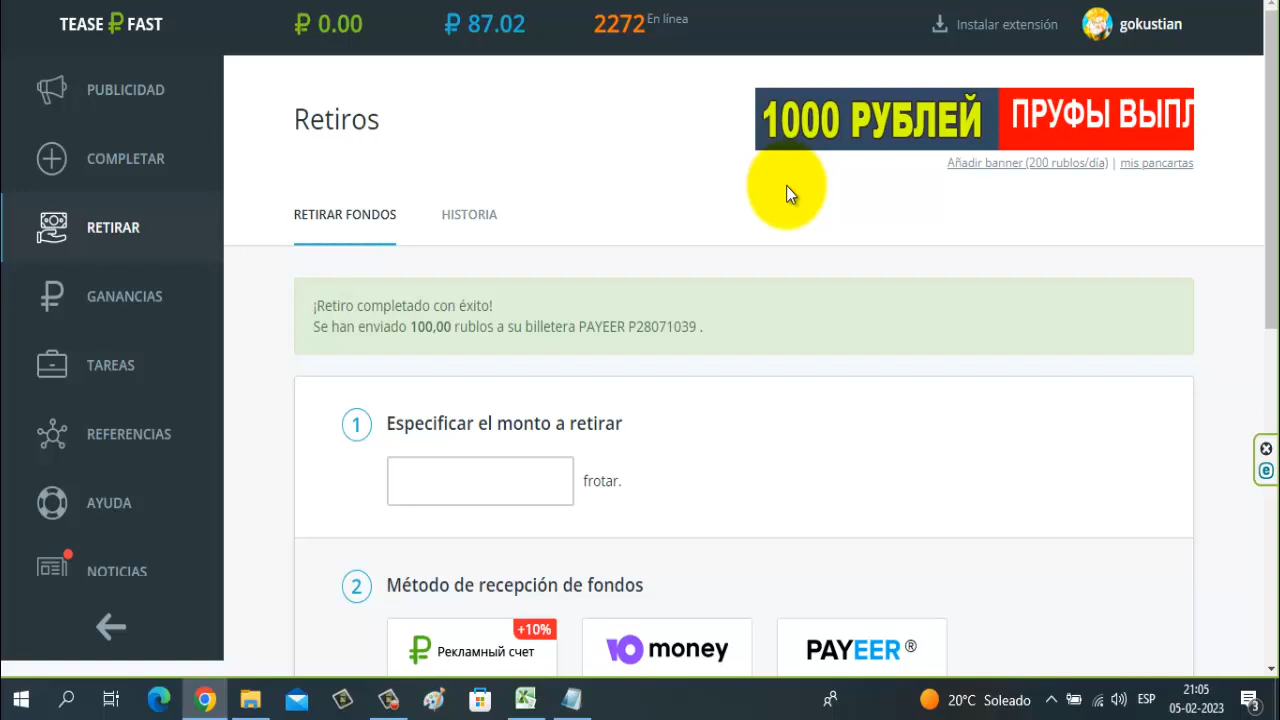 TEASE ₽ FAST
₽ 0.00
₽ 87.02
2272 En línea
Instalar extensión
gokustian
PUBLICIDAD
COMPLETAR
RETIRAR
GANANCIAS
TAREAS
REFERENCIAS
AYUDA
NOTICIAS
Retiros
1000 РУБЛЕЙ ПРУФЫ ВЫПЛ
Añadir banner (200 rublos/día) | mis pancartas
RETIRAR FONDOS HISTORIA
¡Retiro completado con éxito!
Se han enviado 100,00 rublos a su billetera PAYEER P28071039 .
1 Especificar el monto a retirar
frotar.
2 Método de recepción de fondos
+10%
₽ Рекламный счет
Ю money
PAYEER ®
20°C Soleado
ESP
21:05
05-02-2023
3